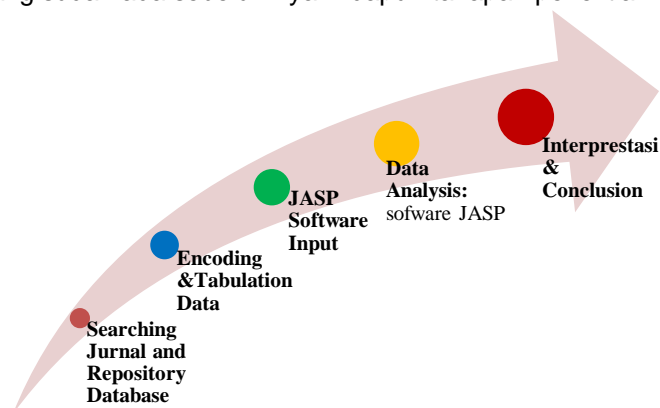 Searching
Jurnal and
Repository
Database
Encoding
&Tabulation
Data
JASP
Software
Input
Data
Analysis:
sofware JASP
Interprestasi
&
Conclusion